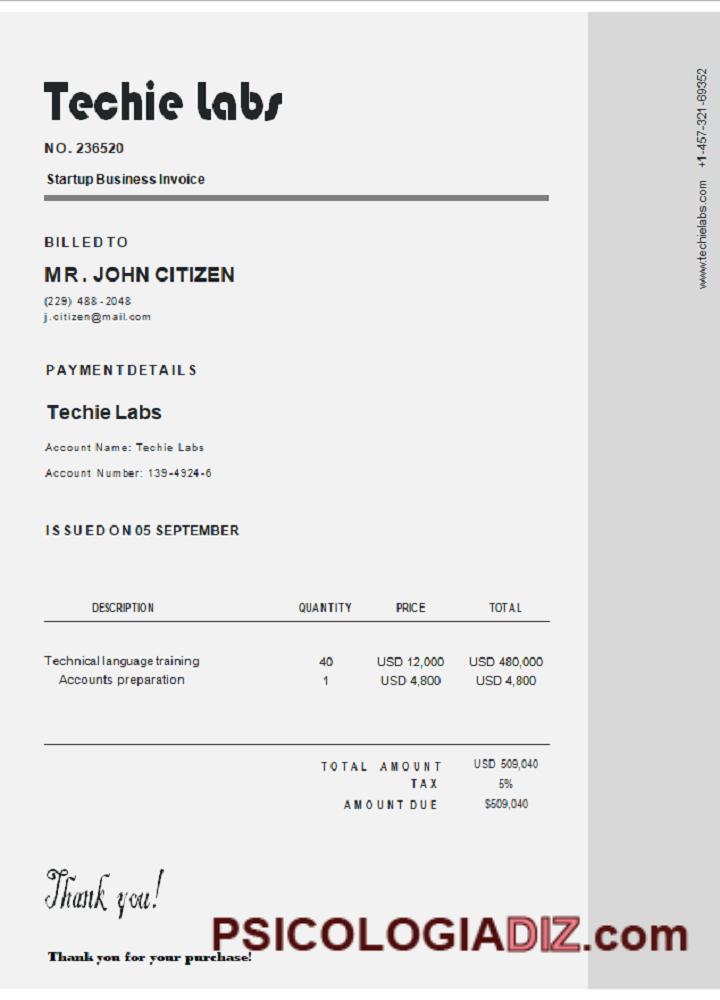 Techie Labs
NO. 236520
Startup Business Invoice
www.techielabs.com +1-457-321-69352
BILLED TO
MR. JOHN CITIZEN
(229) 488-2048
j.citizen@mail.com
PAYMENT DETAILS
Techie Labs
Account Name: Techie Labs
Account Number: 139-4924-6
ISSUED ON 05 SEPTEMBER
DESCRIPTION QUANTITY PRICE TOTAL
Technical language training 40 USD 12,000 USD 480,000
Accounts preparation 1 USD 4,800 USD 4,800
TOTAL AMOUNT USD 509,040
TAX 5%
AMOUNT DUE $509,040
Thank you!
PSICOLOGIADIZ.com
Thank you for your purchase!